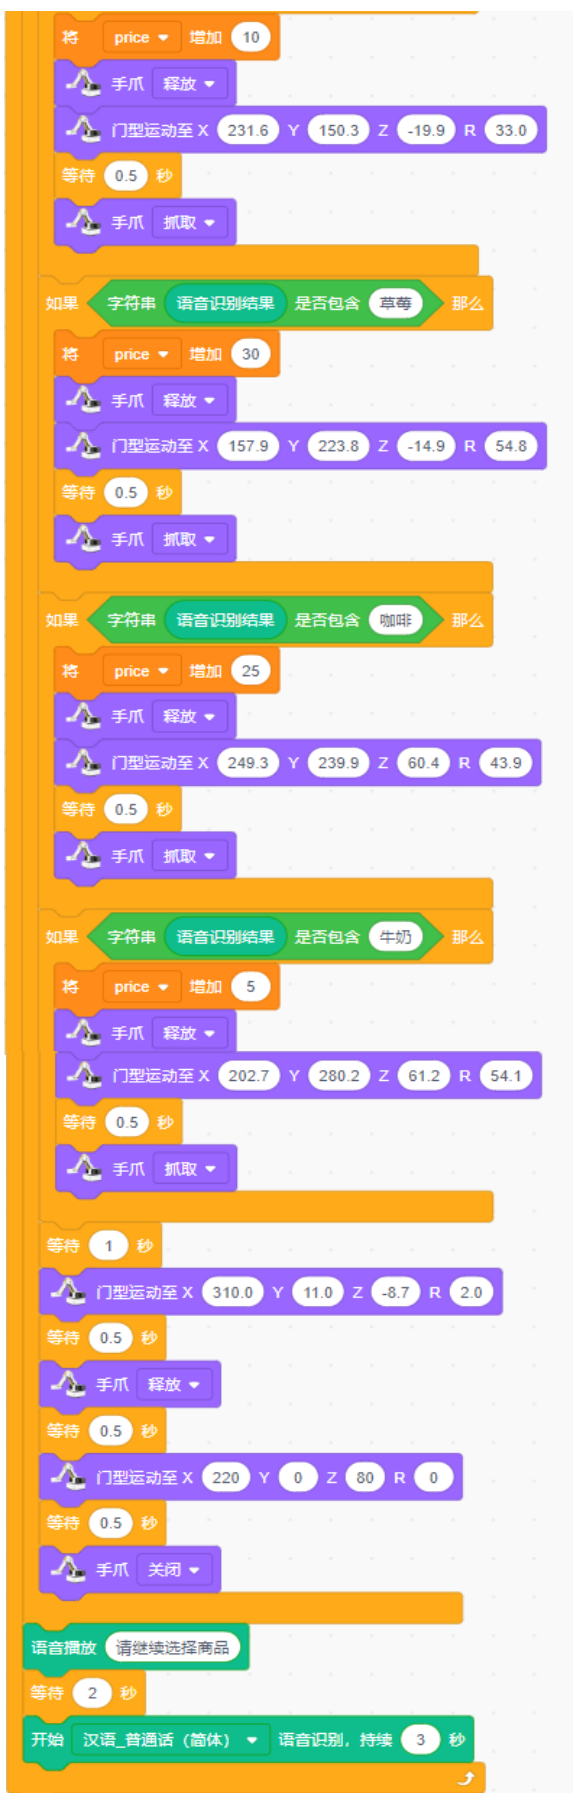 将 price 增加 10
手爪 释放
门型运动至 X 231.6 Y 150.3 Z -19.9 R 33.0
等待 0.5 秒
手爪 抓取
如果 字符串 语音识别结果 是否包含 草莓 那么
将 price 增加 30
手爪 释放
门型运动至 X 157.9 Y 223.8 Z -14.9 R 54.8
等待 0.5 秒
手爪 抓取
如果 字符串 语音识别结果 是否包含 咖啡 那么
将 price 增加 25
手爪 释放
门型运动至 X 249.3 Y 239.9 Z 60.4 R 43.9
等待 0.5 秒
手爪 抓取
如果 字符串 语音识别结果 是否包含 牛奶 那么
将 price 增加 5
手爪 释放
门型运动至 X 202.7 Y 280.2 Z 61.2 R 54.1
等待 0.5 秒
手爪 抓取
等待 1 秒
门型运动至 X 310.0 Y 11.0 Z -8.7 R 2.0
等待 0.5 秒
手爪 释放
等待 0.5 秒
门型运动至 X 220 Y 0 Z 80 R 0
等待 0.5 秒
手爪 关闭
语音播放 请继续选择商品
等待 2 秒
开始 汉语_普通话（简体） 语音识别，持续 3 秒